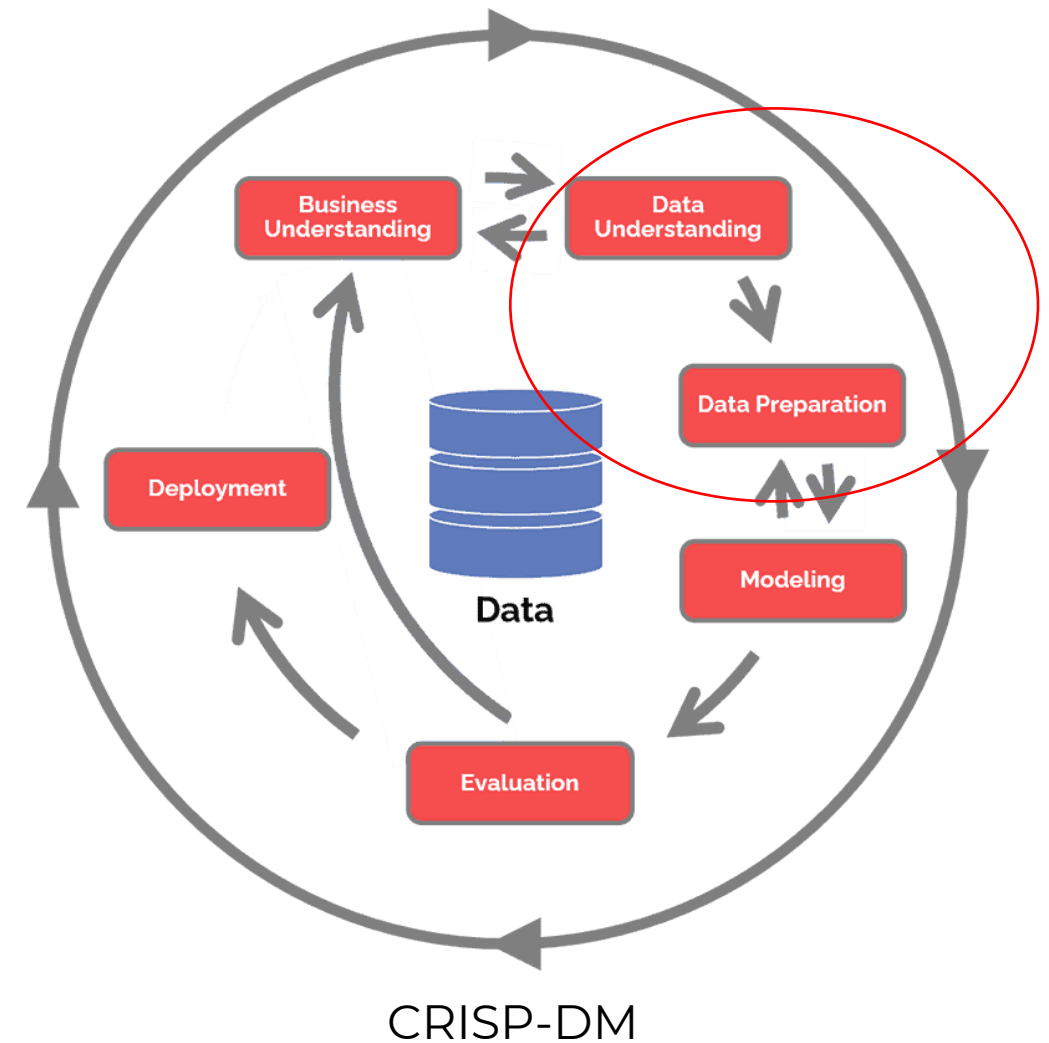 Business
Understanding
Data
Understanding
Data Preparation
Deployment
Modeling
Data
Evaluation
CRISP-DM